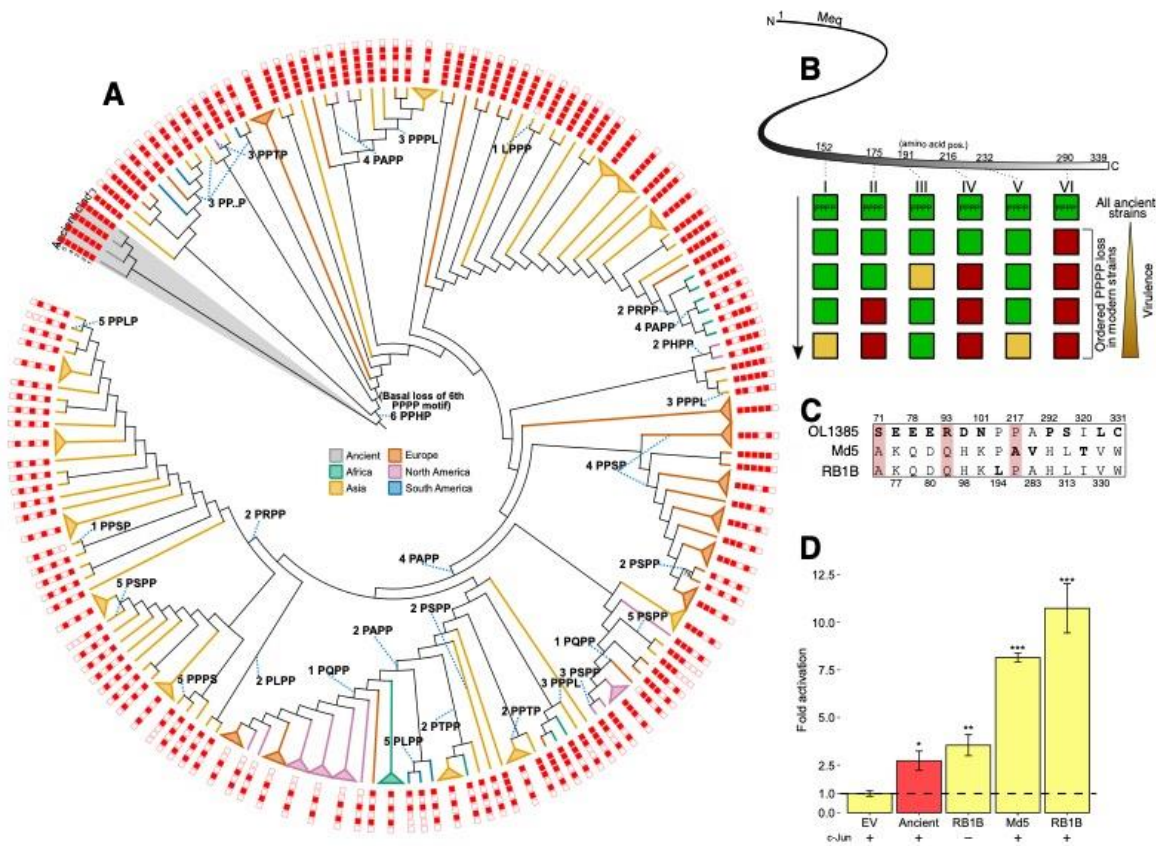 A
3 PPTP
4 PAPP
3 PPPL
1 LPPP
3 PP..P
Ancient clade
2 PRPP
4 PAPP
2 PHPP
3 PPPL
(Basal loss of 6th
PPPP motif)
6 PPHP
Ancient
Africa
Asia
Europe
North America
South America
4 PPSP
2 PSPP
5 PSPP
1 PQPP
3 PSPP
3 PPPL
2 PPTP
4 PAPP
2 PSPP
2 PAPP
1 PQPP
2 PTPP
5 PLPP
2 PLPP
5 PPPS
5 PSPP
2 PRPP
1 PPSP
5 PPLP
B
N 1 Meq
(amino acid pos.)
152 175 191 216 232 290 339 C
I II III IV V VI
PPPP PPPP PPPP PPPP PPPP PPPP
All ancient
strains
Ordered PPPP loss
in modern strains
Virulence
C
71 78 93 101 217 292 320 331
OL1385 S E E E R D N P P A P S I L C
Md5 A K Q D Q H K P A V H L T V W
RB1B A K Q D Q H K L P A H L I V W
77 80 98 194 283 313 330
D
Fold activation
12.5
10.0
7.5
5.0
2.5
1.0
0.0
* ** *** ***
EV Ancient RB1B Md5 RB1B
c-Jun + + − + +